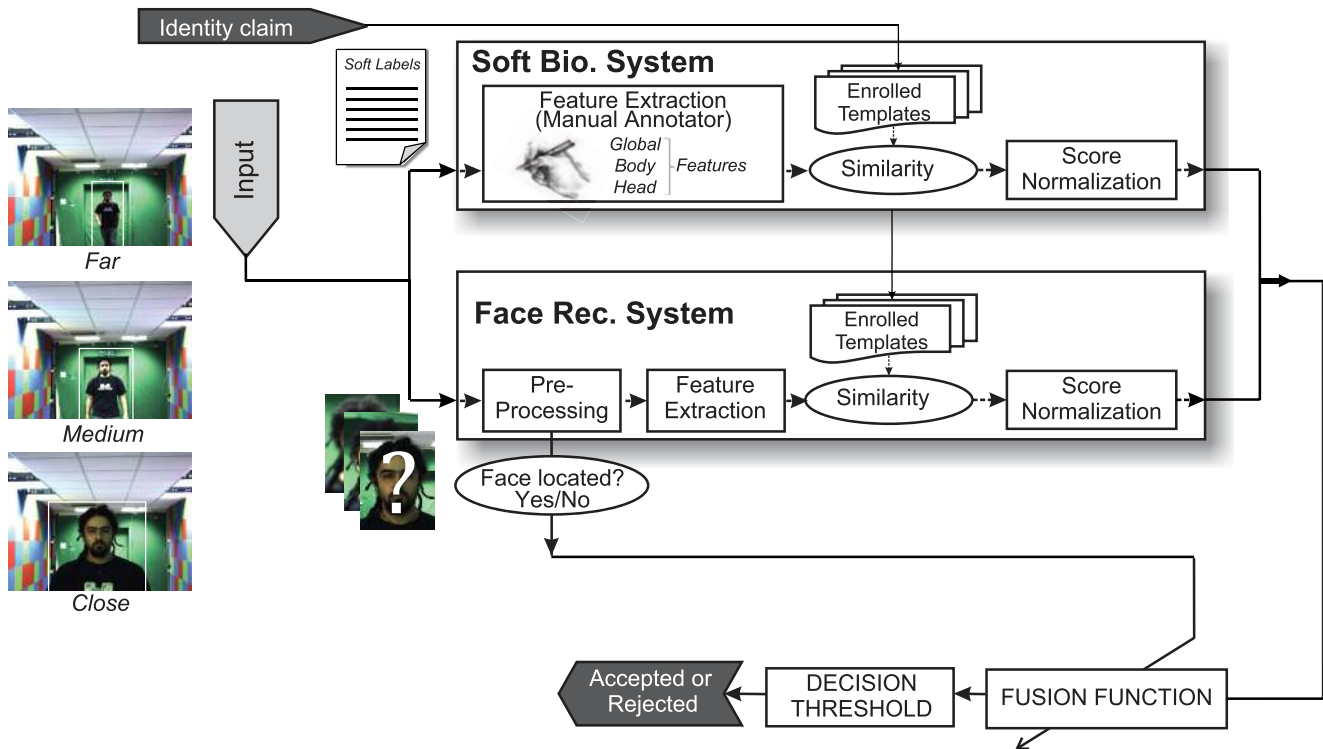 Identity claim
Soft Labels
Soft Bio. System
Feature Extraction
(Manual Annotator)
Global
Body
Head
Features
Enrolled
Templates
Similarity
Score
Normalization
Input
Far
Medium
Close
Face Rec. System
Enrolled
Templates
Pre-
Processing
Feature
Extraction
Similarity
Score
Normalization
?
Face located?
Yes/No
Accepted or
Rejected
DECISION
THRESHOLD
FUSION FUNCTION